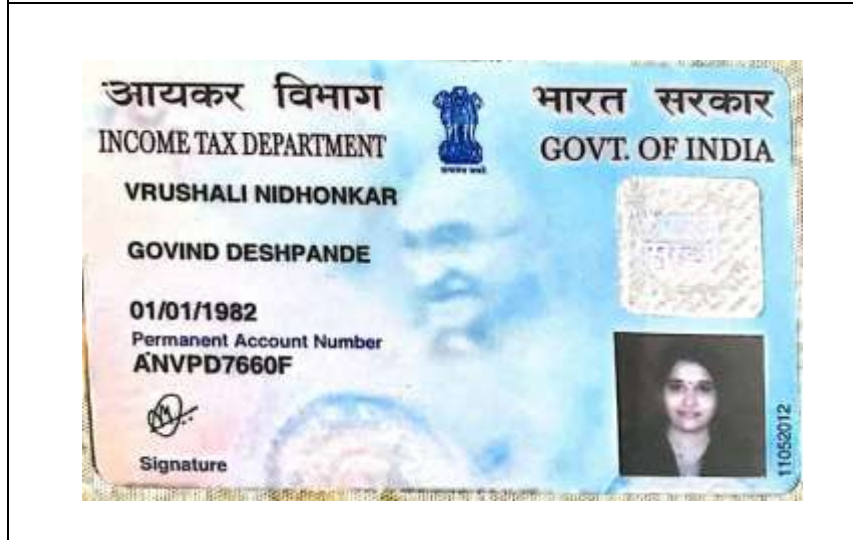 आयकर विभाग
INCOME TAX DEPARTMENT
भारत सरकार
GOVT. OF INDIA
VRUSHALI NIDHONKAR
GOVIND DESHPANDE
01/01/1982
Permanent Account Number
ANVPD7660F
Signature
11052012